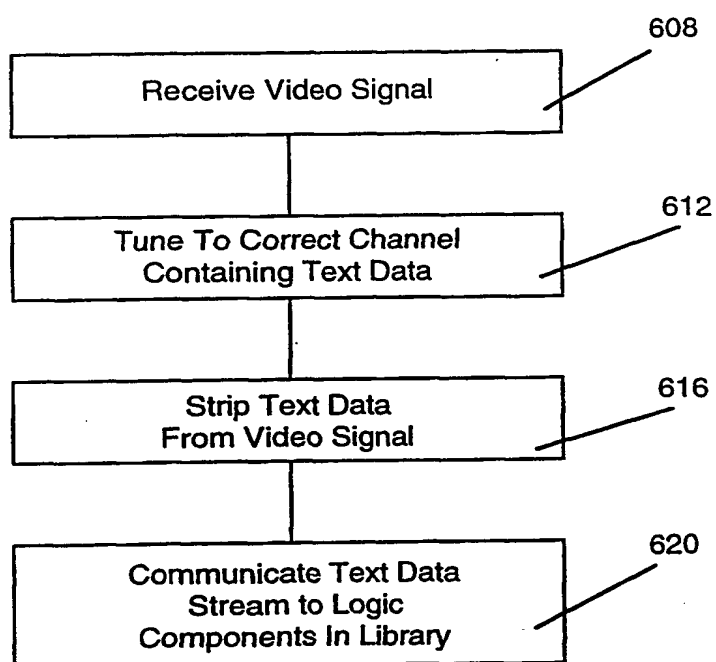 608
Receive Video Signal
612
Tune To Correct Channel
Containing Text Data
616
Strip Text Data
From Video Signal
620
Communicate Text Data
Stream to Logic
Components In Library